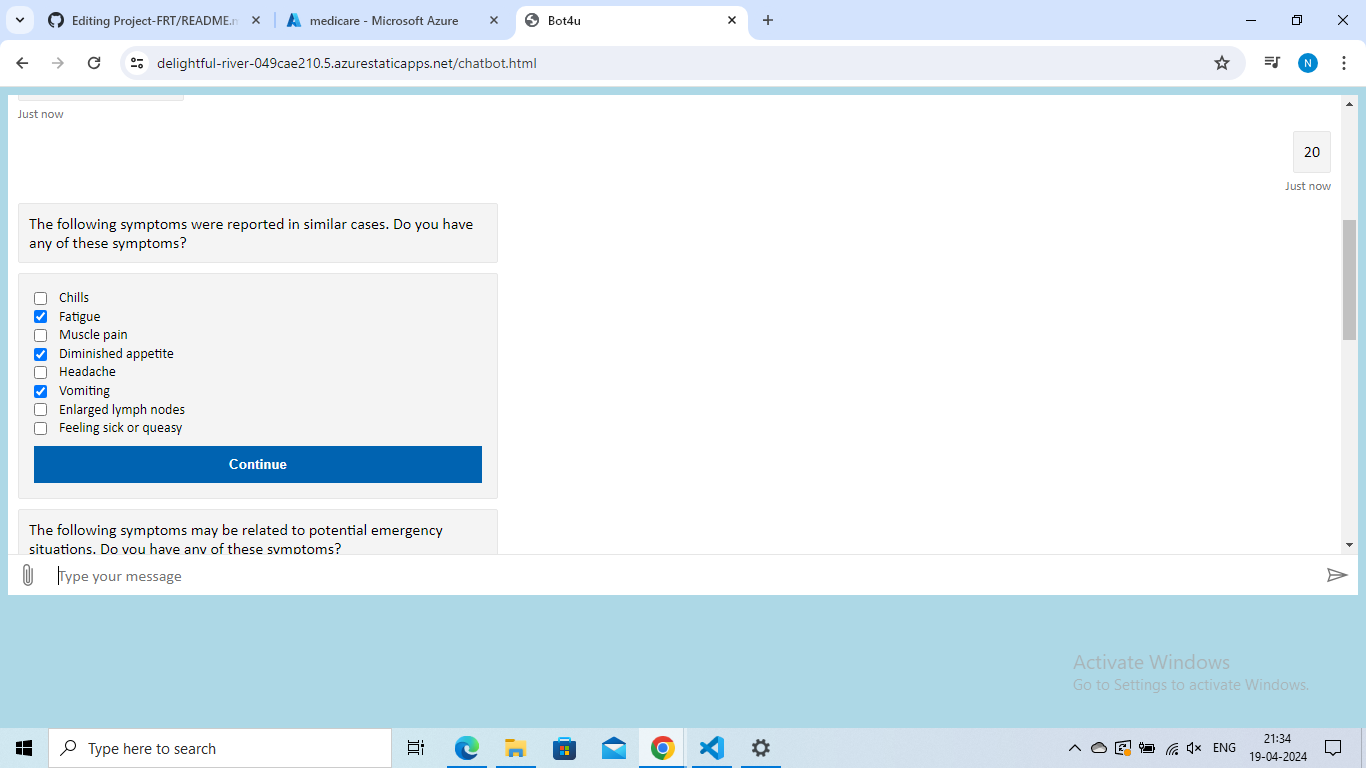 Editing Project-FRT/README.m
medicare - Microsoft Azure
Bot4u
delightful-river-049cae210.5.azurestaticapps.net/chatbot.html
N
Just now
20
Just now
The following symptoms were reported in similar cases. Do you have
any of these symptoms?
Chills
Fatigue
Muscle pain
Diminished appetite
Headache
Vomiting
Enlarged lymph nodes
Feeling sick or queasy
Continue
The following symptoms may be related to potential emergency
situations. Do you have any of these symptoms?
Type your message
Activate Windows
Go to Settings to activate Windows.
Type here to search
ENG
21:34
19-04-2024